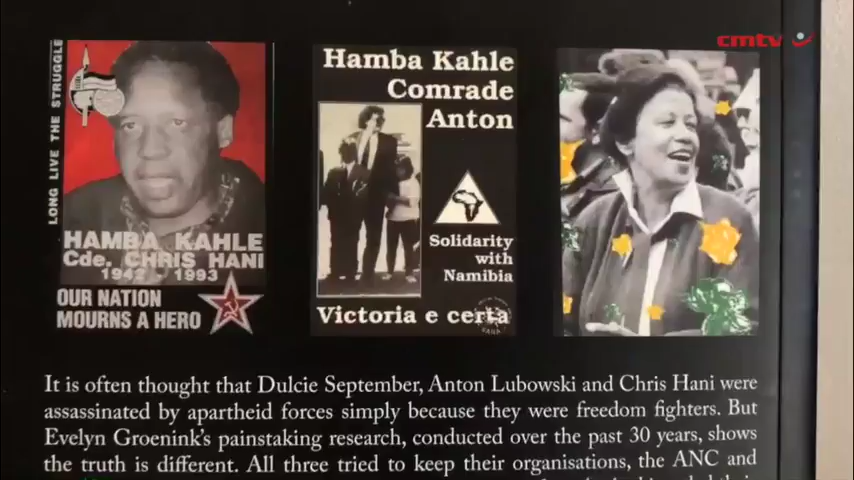 cmtv
LONG LIVE THE STRUGGLE
HAMBA KAHLE
Cde. CHRIS HANI
1942 - 1993
OUR NATION
MOURNS A HERO
Hamba Kahle
Comrade
Anton
Solidarity
with
Namibia
Victoria e certa
It is often thought that Dulcie September, Anton Lubowski and Chris Hani were
assassinated by apartheid forces simply because they were freedom fighters. But
Evelyn Groenink's painstaking research, conducted over the past 30 years, shows
the truth is different. All three tried to keep their organisations, the ANC and